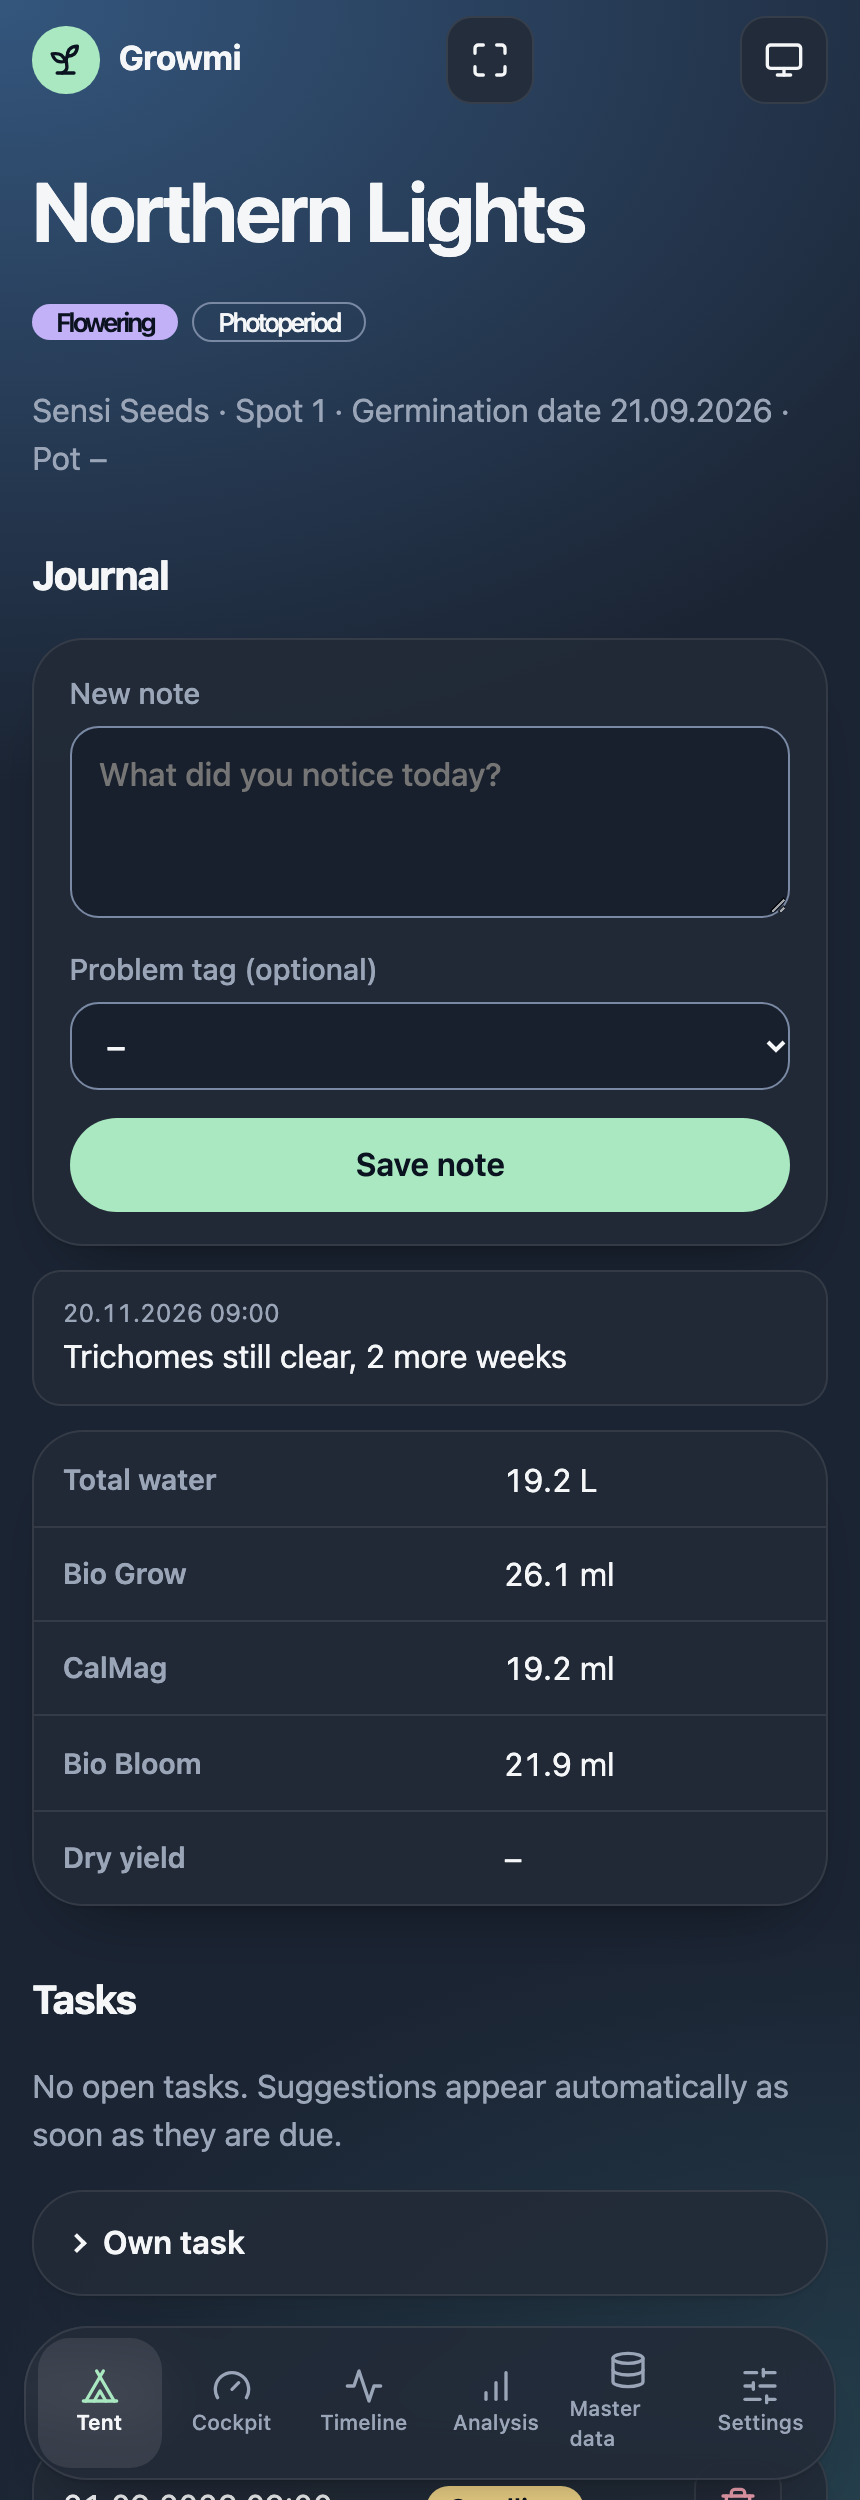 Growmi
Northern Lights
Flowering Photoperiod
Sensi Seeds · Spot 1 · Germination date 21.09.2026 ·
Pot –
Journal
New note
What did you notice today?
Problem tag (optional)
–
Save note
20.11.2026 09:00
Trichomes still clear, 2 more weeks
Total water 19.2 L
Bio Grow 26.1 ml
CalMag 19.2 ml
Bio Bloom 21.9 ml
Dry yield –
Tasks
No open tasks. Suggestions appear automatically as
soon as they are due.
Own task
Tent Cockpit Timeline Analysis Master data Settings